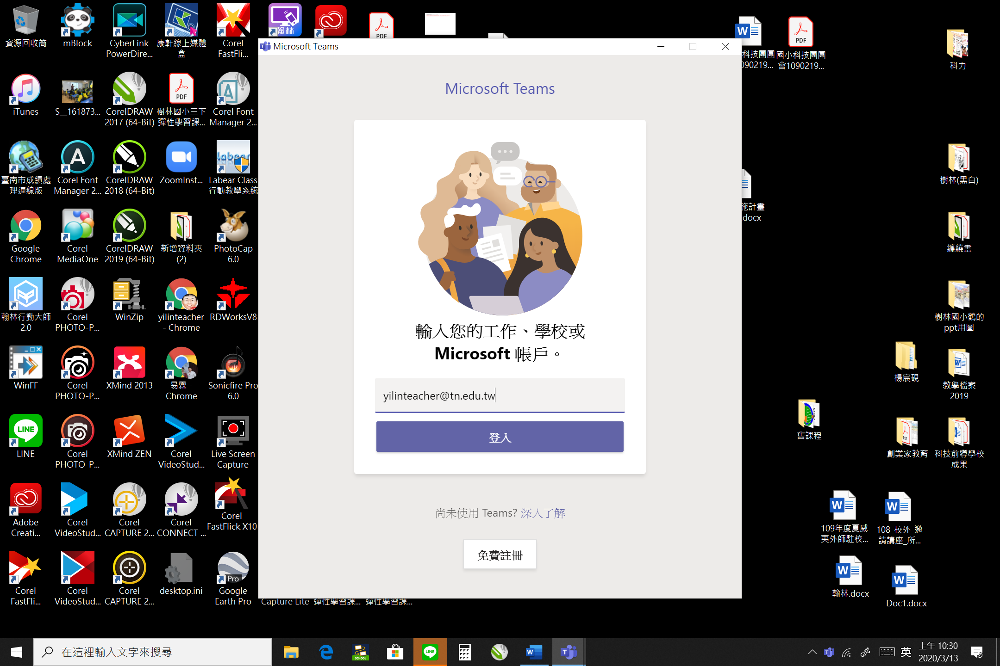 資源回收筒
mBlock
CyberLink
PowerDire...
康軒線上媒體
盒
Corel
FastFli...
翰林
PDF
iTunes
S__161873...
CorelDRAW
2017 (64-Bit)
PDF
樹林國小三下
彈性學習課...
Corel Font
Manager 2...
臺南市成績處
理連線版
Corel Font
Manager 2...
CorelDRAW
2018 (64-Bit)
ZoomInst...
labear
Labear Class
行動教學系統
Google
Chrome
Corel
MediaOne
CorelDRAW
2019 (64-Bit)
新增資料夾
(2)
PhotoCap
6.0
翰林行動大師
2.0
Corel
PHOTO-P...
WinZip
yilinteacher
- Chrome
RDWorksV8
WinFF
Corel
PHOTO-P...
XMind 2013
易霖 -
Chrome
Sonicfire Pro
6.0
LINE
LINE
Corel
PHOTO-P...
XMind ZEN
Corel
VideoStud...
Live Screen
Capture
Adobe
Creati...
Corel
VideoStud...
Corel
CAPTURE 2...
Corel
CONNECT ...
Corel
FastFlick X10
Corel
FastFli...
Corel
VideoStud...
Corel
CAPTURE 2...
desktop.ini
Pro
Google
Earth Pro
Capture Lite
彈性學習課...
彈性學習課...
Microsoft Teams
Microsoft Teams
輸入您的工作、學校或
Microsoft 帳戶。
yilinteacher@tn.edu.tw
登入
尚未使用 Teams? 深入了解
免費註冊
科技團團
090219...
PDF
國小科技團團
會1090219...
科力
施計畫
.docx
樹林(黑白)
纏繞畫
樹林國小鶴的
ppt用圖
楊宸硯
教學檔案
2019
舊課程
創業家教育
科技前導學校
成果
109年度夏威
夷外師駐校...
108_校外_邀
請講座_所...
翰林.docx
Doc1.docx
在這裡輸入文字來搜尋
SCHOOL
LINE
英
上午 10:30
2020/3/13